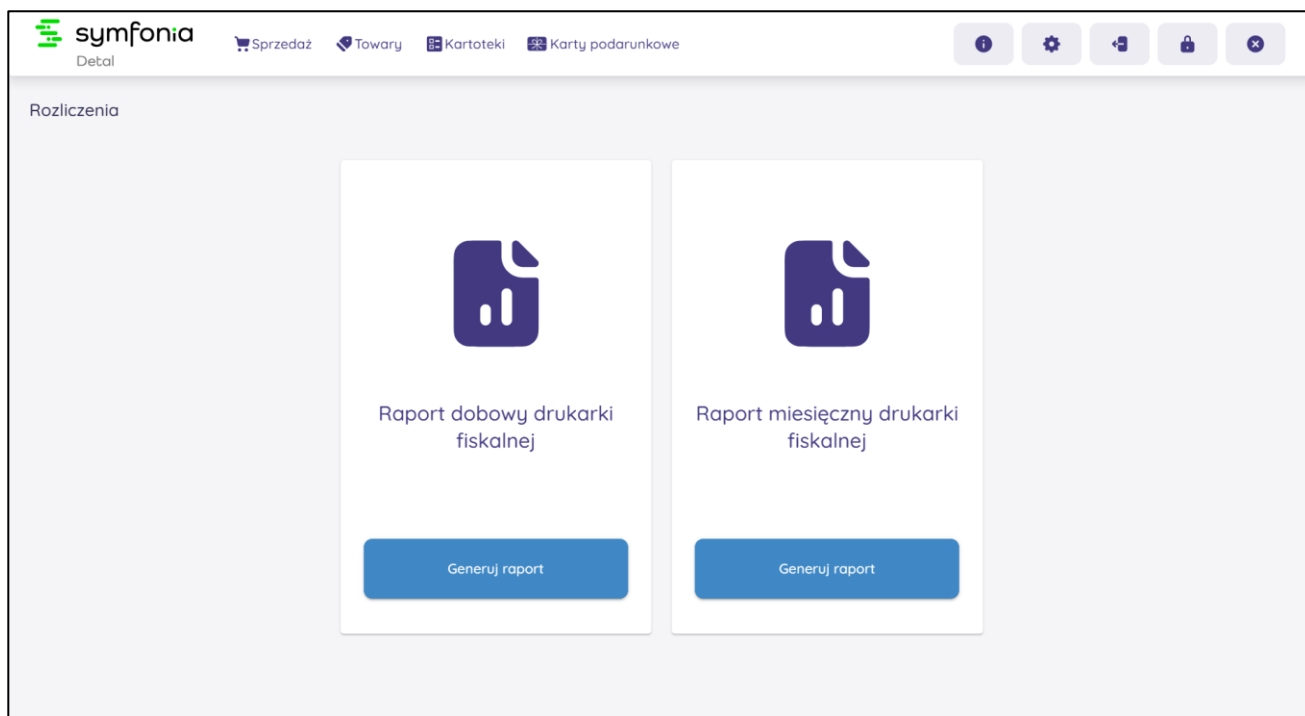 symfonia
Detal
Sprzedaż Towary Kartoteki Karty podarunkowe
Rozliczenia
Raport dobowy drukarki
fiskalnej
Generuj raport
Raport miesięczny drukarki
fiskalnej
Generuj raport